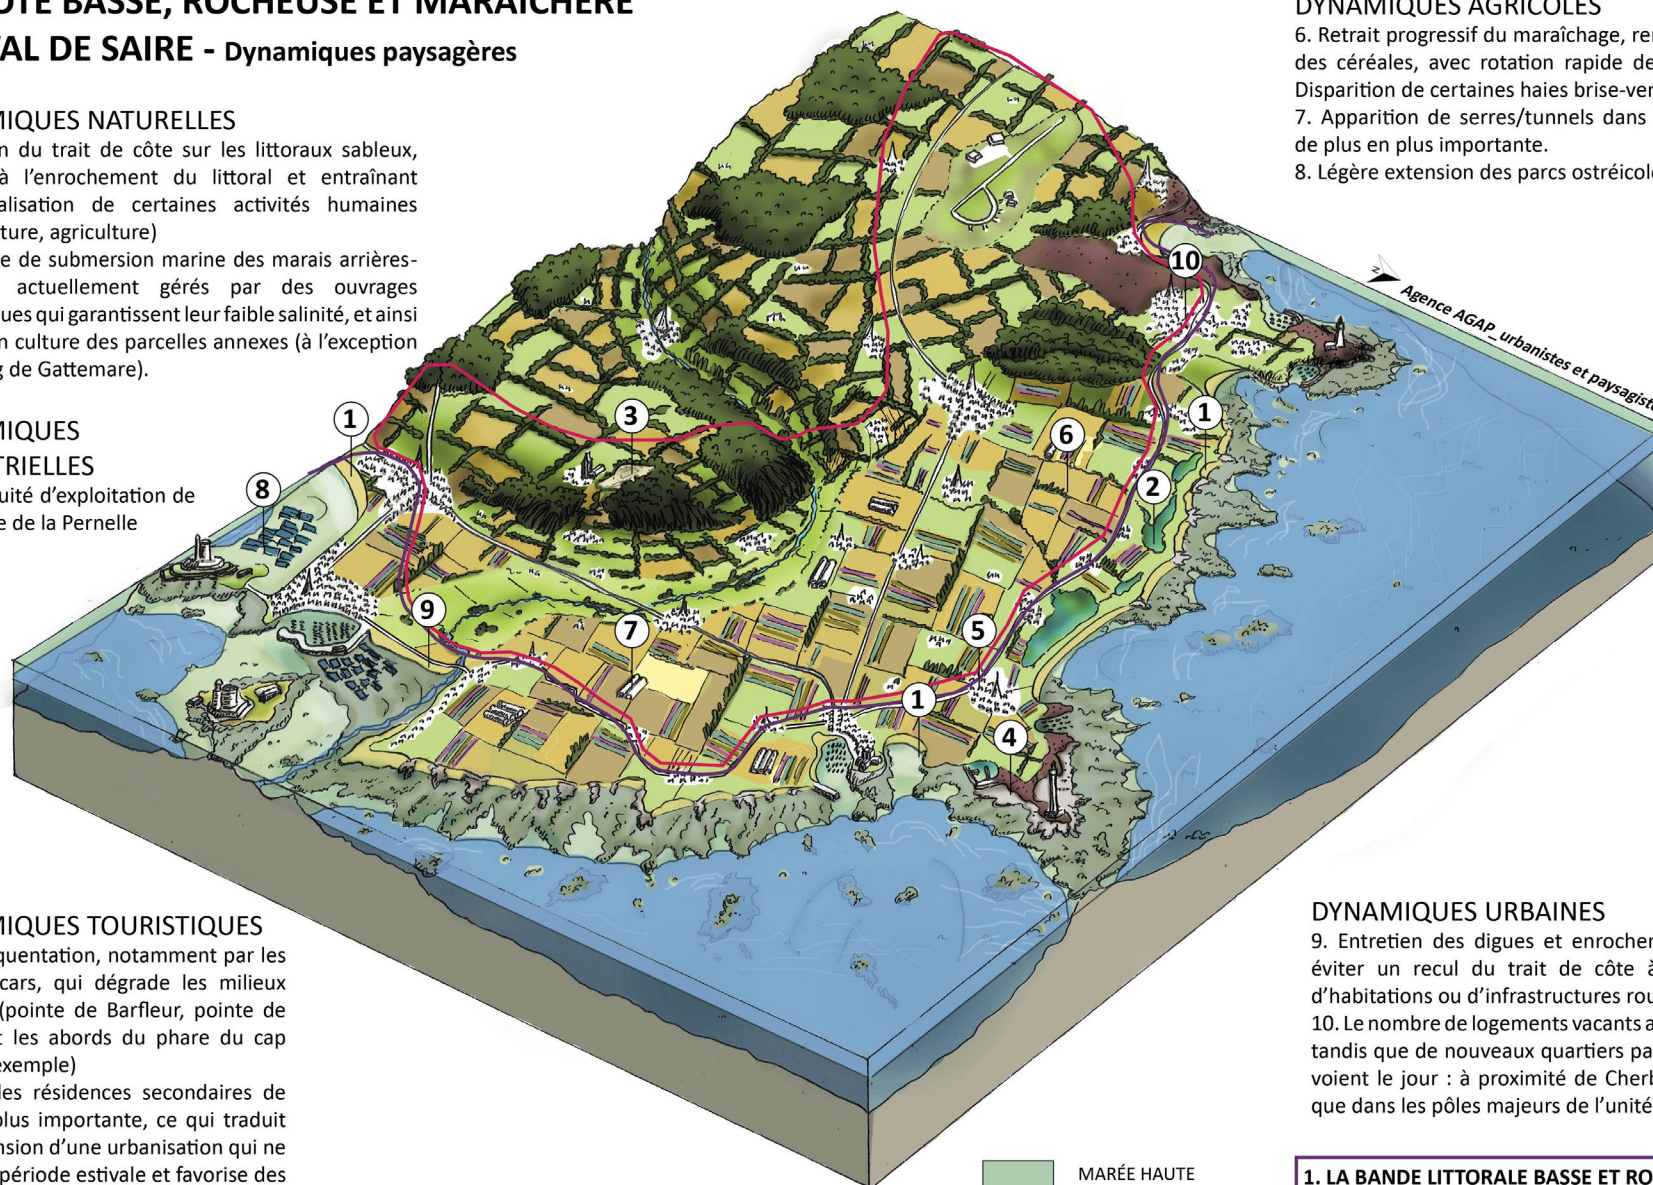 CÔTE BASSE, ROCHEUSE ET MARAÎCHÈRE
VAL DE SAIRE - Dynamiques paysagères
MIQUES NATURELLES
n du trait de côte sur les littoraux sableux,
à l’enrochement du littoral et entraînant
alisation de certaines activités humaines
ture, agriculture)
e de submersion marine des marais arrières-
actuellement gérés par des ouvrages
ues qui garantissent leur faible salinité, et ainsi
n culture des parcelles annexes (à l’exception
g de Gattemare).
MIQUES
TRIELLES
uité d’exploitation de
e de la Pernelle
MIQUES TOURISTIQUES
quentation, notamment par les
cars, qui dégrade les milieux
(pointe de Barfleur, pointe de
t les abords du phare du cap
exemple)
des résidences secondaires de
plus importante, ce qui traduit
nsion d’une urbanisation qui ne
période estivale et favorise des
DYNAMIQUES AGRICOLES
6. Retrait progressif du maraîchage, rem
des céréales, avec rotation rapide de
Disparition de certaines haies brise-ven
7. Apparition de serres/tunnels dans
de plus en plus importante.
8. Légère extension des parcs ostréicole
N
Agence AGAP_urbanistes et paysagiste
10
1
3
1
6
8
2
9
7
5
1
4
DYNAMIQUES URBAINES
9. Entretien des digues et enrochem
éviter un recul du trait de côte à
d’habitations ou d’infrastructures rou
10. Le nombre de logements vacants a
tandis que de nouveaux quartiers pa
voient le jour : à proximité de Cherb
que dans les pôles majeurs de l’unité
MARÉE HAUTE
1. LA BANDE LITTORALE BASSE ET RO